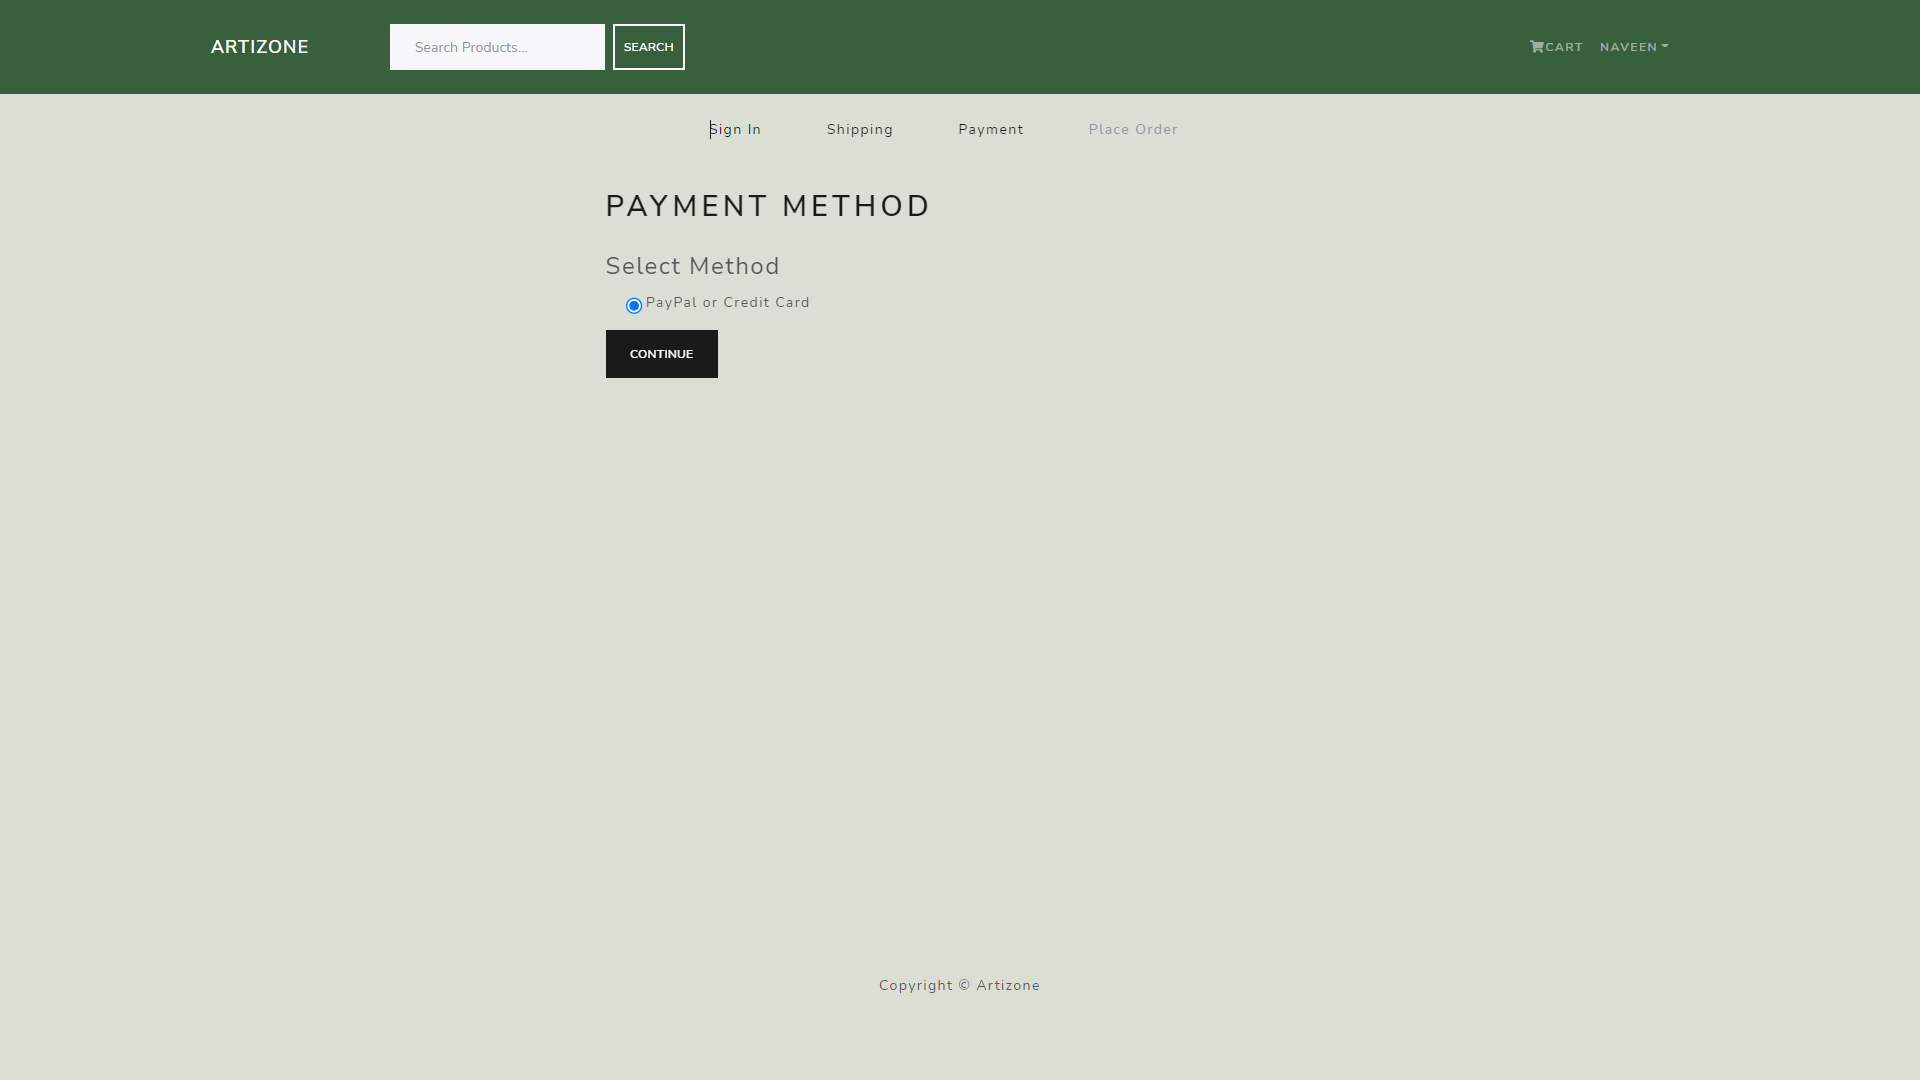 ARTIZONE Search Products... SEARCH CART NAVEEN
Sign In Shipping Payment Place Order
PAYMENT METHOD
Select Method
PayPal or Credit Card
CONTINUE
Copyright © Artizone